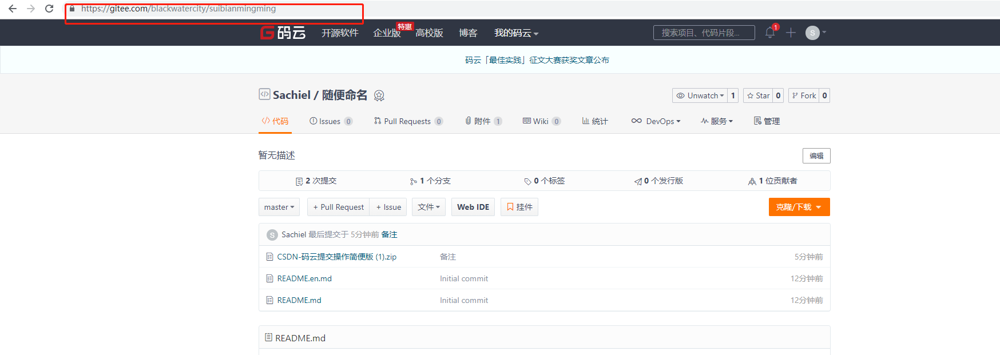 https://gitee.com/blackwatercity/suibianmingming
码云 开源软件 企业版 特惠 高校版 博客 我的码云 搜索项目、代码片段... 1 S
码云「最佳实践」征文大赛获奖文章公布
Sachiel / 随便命名 Unwatch 1 Star 0 Fork 0
代码 Issues 0 Pull Requests 0 附件 1 Wiki 0 统计 DevOps 服务 管理
暂无描述 编辑
2 次提交 1 个分支 0 个标签 0 个发行版 1 位贡献者
master + Pull Request + Issue 文件 Web IDE 挂件 克隆/下载
S Sachiel 最后提交于 5分钟前 备注
CSDN-码云提交操作简便版 (1).zip 备注 5分钟前
README.en.md Initial commit 12分钟前
README.md Initial commit 12分钟前
README.md